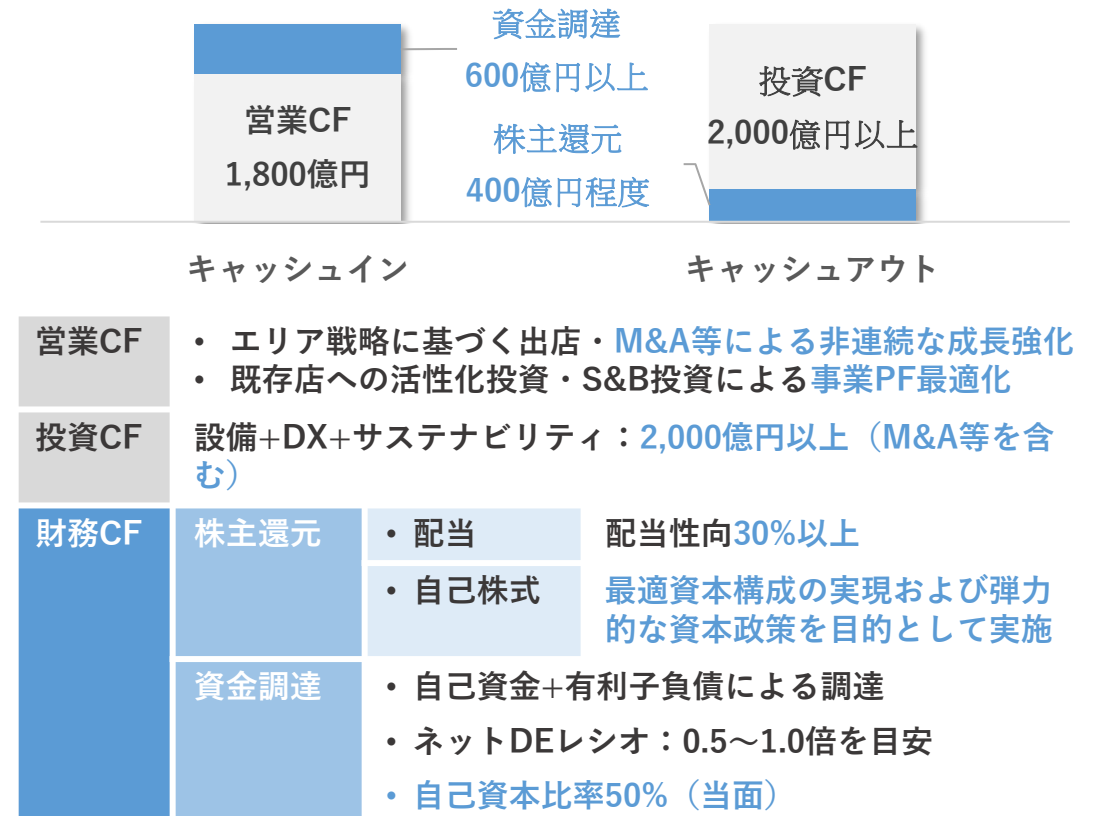 資金調達
600億円以上
営業CF
1,800億円
株主還元
400億円程度
投資CF
2,000億円以上
キャッシュイン
キャッシュアウト
営業CF
• エリア戦略に基づく出店・M&A等による非連続な成長強化
• 既存店への活性化投資・S&B投資による事業PF最適化
投資CF
設備+DX+サステナビリティ：2,000億円以上（M&A等を含
む）
財務CF
株主還元
• 配当
配当性向30%以上
• 自己株式
最適資本構成の実現および弾力
的な資本政策を目的として実施
資金調達
• 自己資金+有利子負債による調達
• ネットDEレシオ：0.5～1.0倍を目安
• 自己資本比率50%（当面）